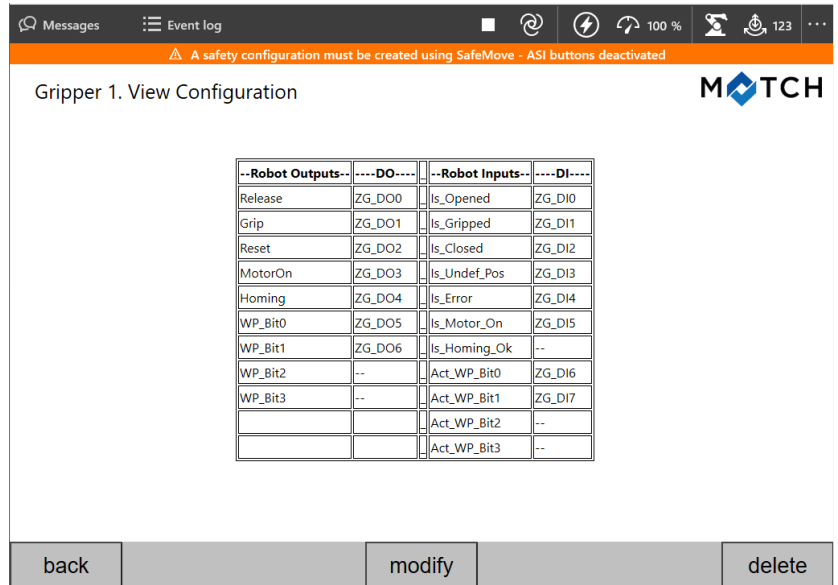 Messages Event log 100 % 123 ...
A safety configuration must be created using SafeMove - ASI buttons deactivated
Gripper 1. View Configuration MATCH
--Robot Outputs-- ----DO---- _ --Robot Inputs-- ----DI----
Release ZG_DO0 _ Is_Opened ZG_DI0
Grip ZG_DO1 _ Is_Gripped ZG_DI1
Reset ZG_DO2 _ Is_Closed ZG_DI2
MotorOn ZG_DO3 _ Is_Undef_Pos ZG_DI3
Homing ZG_DO4 _ Is_Error ZG_DI4
WP_Bit0 ZG_DO5 _ Is_Motor_On ZG_DI5
WP_Bit1 ZG_DO6 _ Is_Homing_Ok --
WP_Bit2 -- _ Act_WP_Bit0 ZG_DI6
WP_Bit3 -- _ Act_WP_Bit1 ZG_DI7
_ Act_WP_Bit2 --
_ Act_WP_Bit3 --
back modify delete